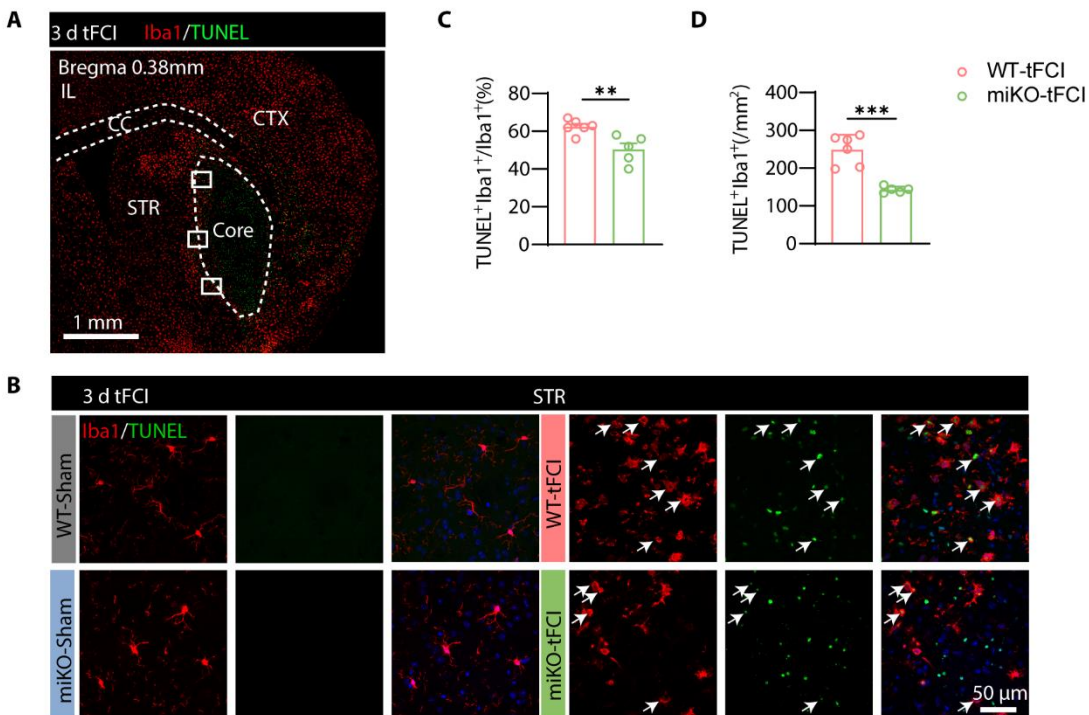 A
3 d tFCI Iba1/TUNEL
Bregma 0.38mm
IL
CC
CTX
STR
Core
1 mm
C
TUNEL⁺Iba1⁺/Iba1⁺(%)
80
60
40
20
0
**
D
TUNEL⁺Iba1⁺(/mm²)
400
300
200
100
0
***
WT-tFCI
miKO-tFCI
B
3 d tFCI STR
Iba1/TUNEL
WT-Sham
WT-tFCI
miKO-Sham
miKO-tFCI
50 µm